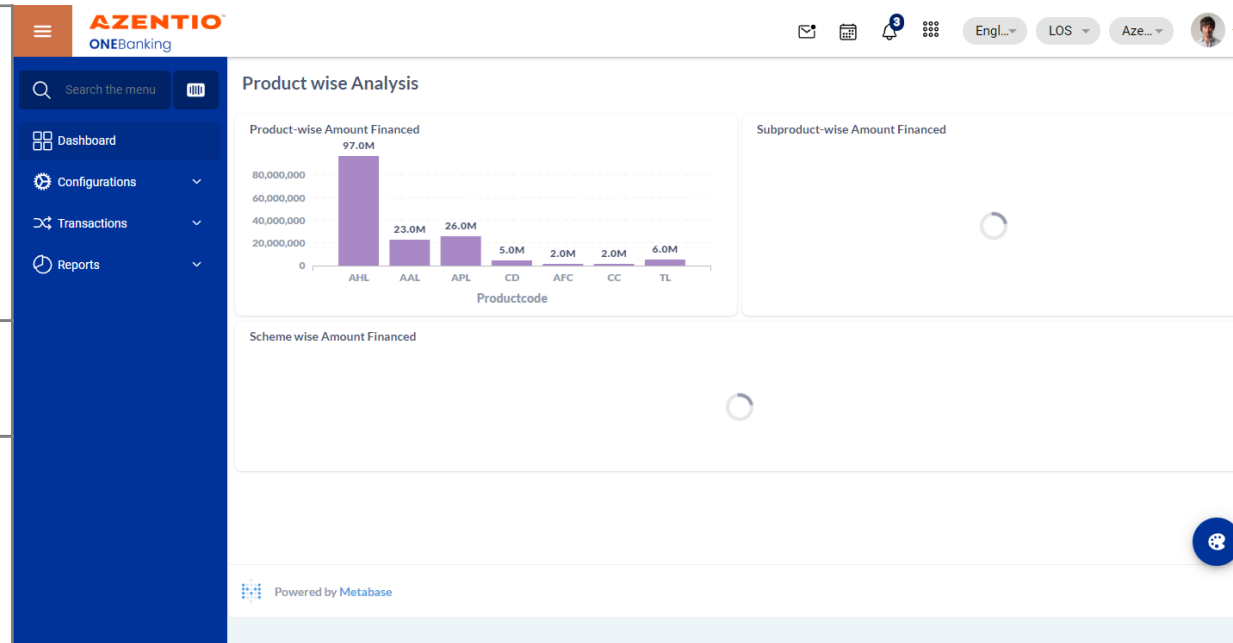 AZENTIO
ONEBanking
3
Engl...
LOS
Aze...
Search the menu
Dashboard
Configurations
Transactions
Reports
Product wise Analysis
Product-wise Amount Financed
97.0M
80,000,000
60,000,000
40,000,000
20,000,000
0
23.0M
26.0M
5.0M
2.0M
2.0M
6.0M
AHL AAL APL CD AFC CC TL
Productcode
Subproduct-wise Amount Financed
Scheme wise Amount Financed
Powered by Metabase